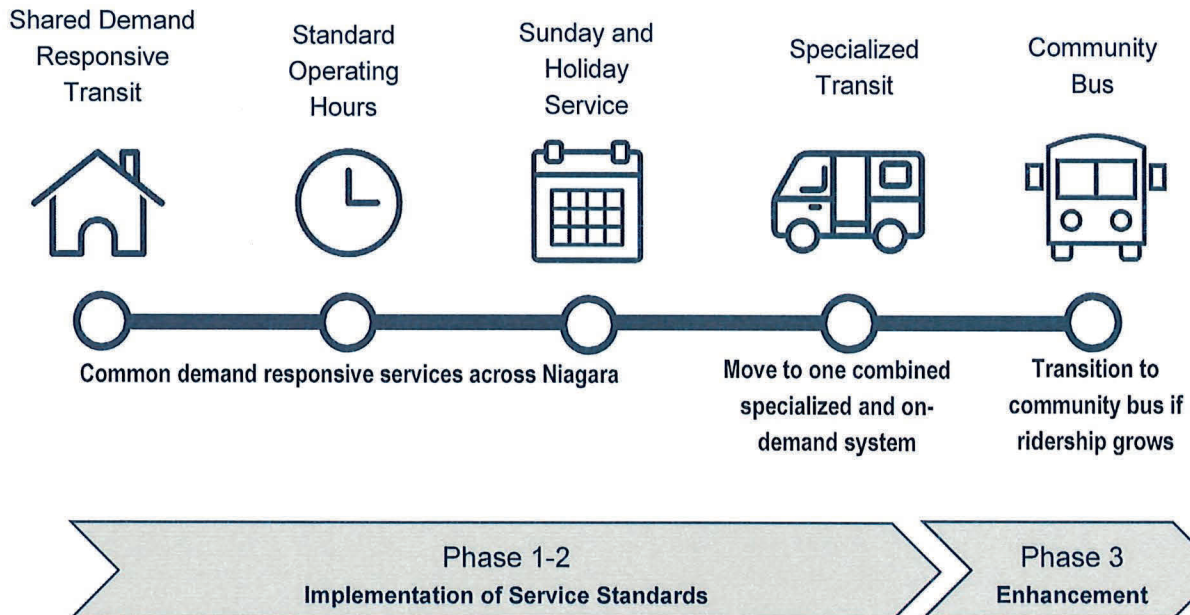 Shared Demand
Responsive
Transit
Standard
Operating
Hours
Sunday and
Holiday
Service
Specialized
Transit
Community
Bus
Common demand responsive services across Niagara
Move to one combined
specialized and on-
demand system
Transition to
community bus if
ridership grows
Phase 1-2
Implementation of Service Standards
Phase 3
Enhancement